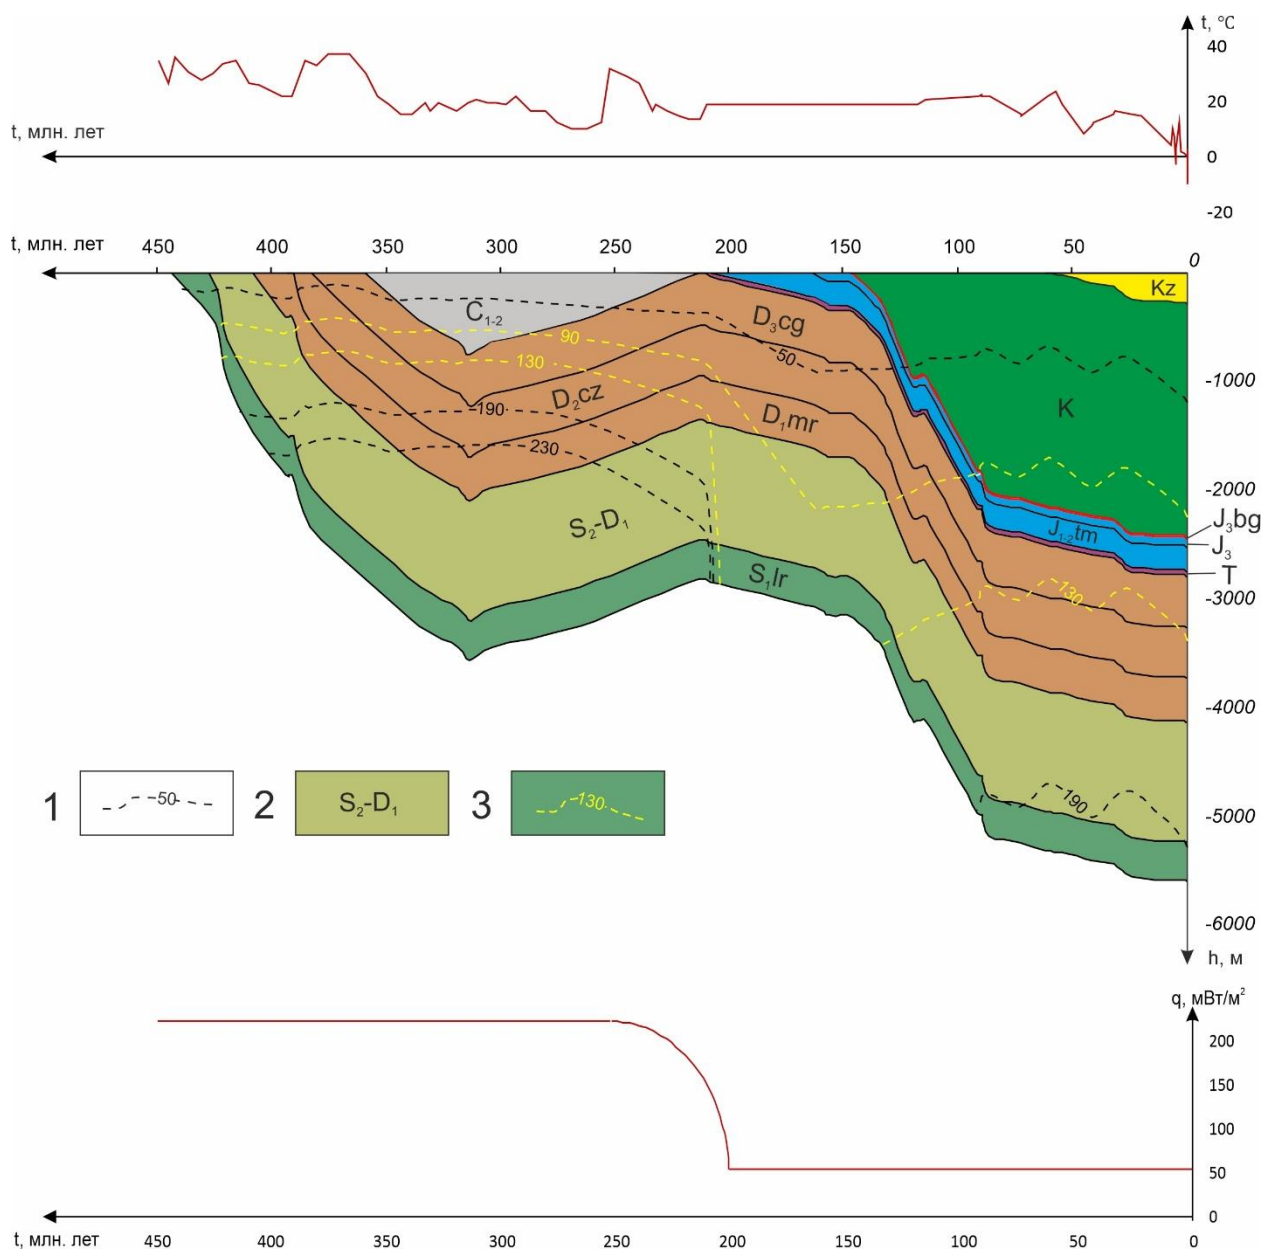 t, °C
40
20
t, млн. лет
0
-20
t, млн. лет 450 400 350 300 250 200 150 100 50 0
Kz
C₁₋₂
D₃cg
90
50
130
-1000
D₂cz
190
D₁mr
K
230
-2000
S₂-D₁
J₃bg
J₁₋₂tm
J₃
S₁lr
T
130
-3000
-4000
190
1 50 2 S₂-D₁ 3 130
-5000
-6000
h, м
q, мВт/м²
200
150
100
50
0
t, млн. лет 450 400 350 300 250 200 150 100 50 0